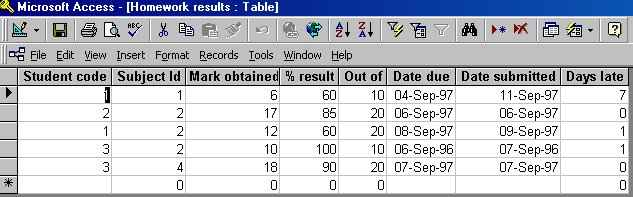 Microsoft Access - [Homework results : Table]
File Edit View Insert Format Records Tools Window Help
Student code Subject Id Mark obtained % result Out of Date due Date submitted Days late
1 1 6 60 10 04-Sep-97 11-Sep-97 7
2 2 17 85 20 06-Sep-97 06-Sep-97 0
1 2 12 60 20 08-Sep-97 09-Sep-97 1
3 2 10 100 10 06-Sep-96 07-Sep-96 1
3 4 18 90 20 07-Sep-97 07-Sep-97 0
0 0 0 0 0